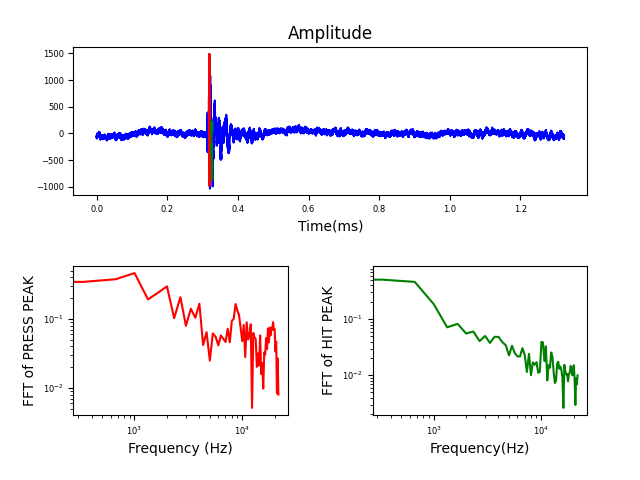 Amplitude
1500
1000
500
0
−500
−1000
0.0 0.2 0.4 0.6 0.8 1.0 1.2
Time(ms)
FFT of PRESS PEAK
10⁻¹
10⁻²
10³ 10⁴
Frequency (Hz)
FFT of HIT PEAK
10⁻¹
10⁻²
10³ 10⁴
Frequency(Hz)